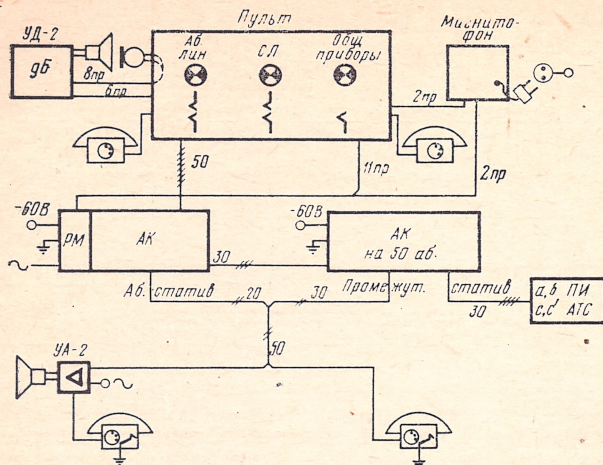 Пульт
УД-2
дБ
8пр
6пр
Аб.
лин
СЛ
Общ
приборы
Магнито-
фон
2пр
50
11пр
2пр
-60В
РМ
АК
30
-60В
АК
на 50 аб.
Аб. статив
20
30
Промежут. статив
30
a,b ПИ
c,c' АТС
50
УА-2